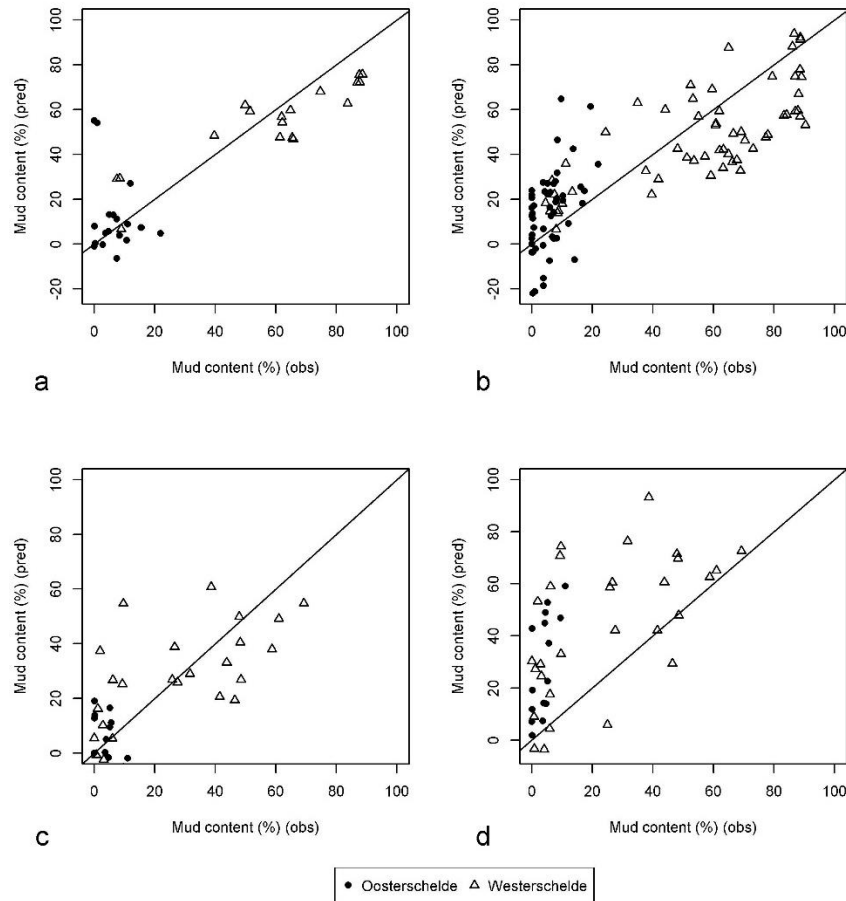 100
80
60
40
20
0
-20
Mud content (%) (pred)
0 20 40 60 80 100
Mud content (%) (obs)
a
100
80
60
40
20
0
-20
Mud content (%) (pred)
0 20 40 60 80 100
Mud content (%) (obs)
b
100
80
60
40
20
0
Mud content (%) (pred)
0 20 40 60 80 100
Mud content (%) (obs)
c
100
80
60
40
20
0
Mud content (%) (pred)
0 20 40 60 80 100
Mud content (%) (obs)
d
Oosterschelde Westerschelde